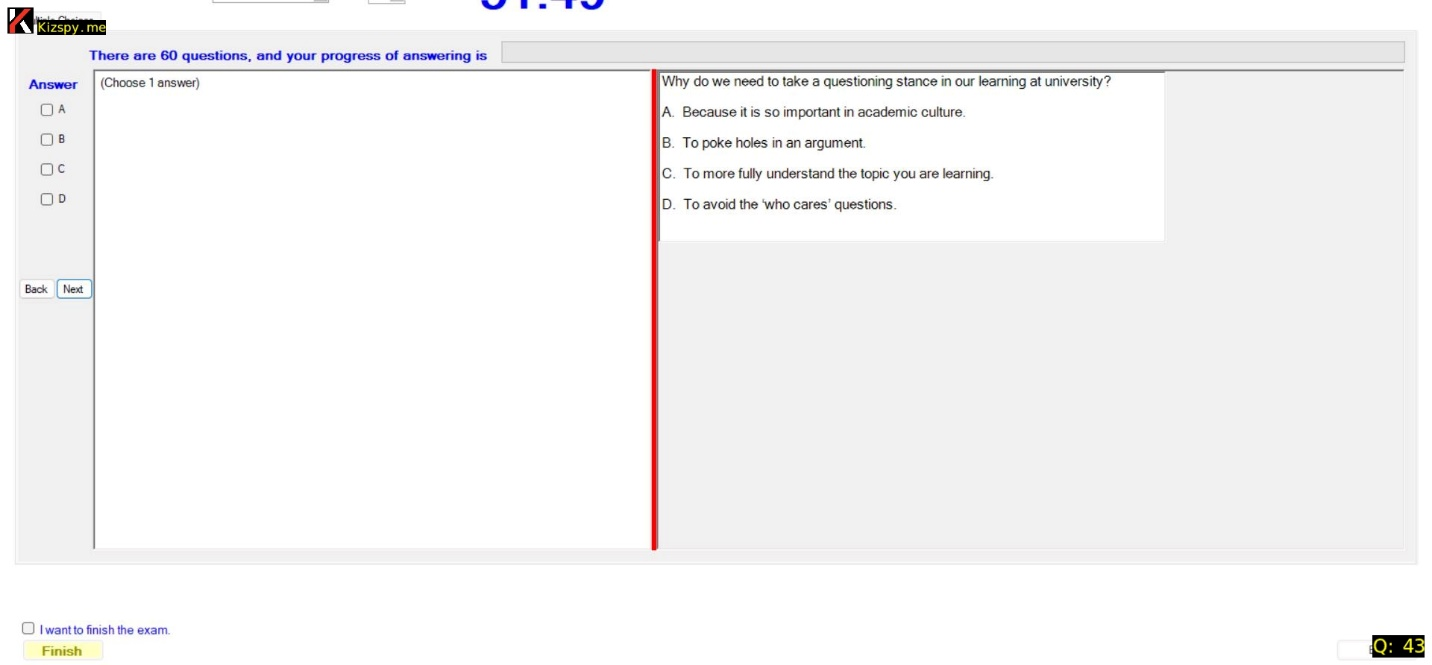 Kizspy.me
There are 60 questions, and your progress of answering is
Answer
(Choose 1 answer)
A
B
C
D
Back Next
Why do we need to take a questioning stance in our learning at university?
A. Because it is so important in academic culture.
B. To poke holes in an argument.
C. To more fully understand the topic you are learning.
D. To avoid the ‘who cares’ questions.
I want to finish the exam.
Finish
Q: 43